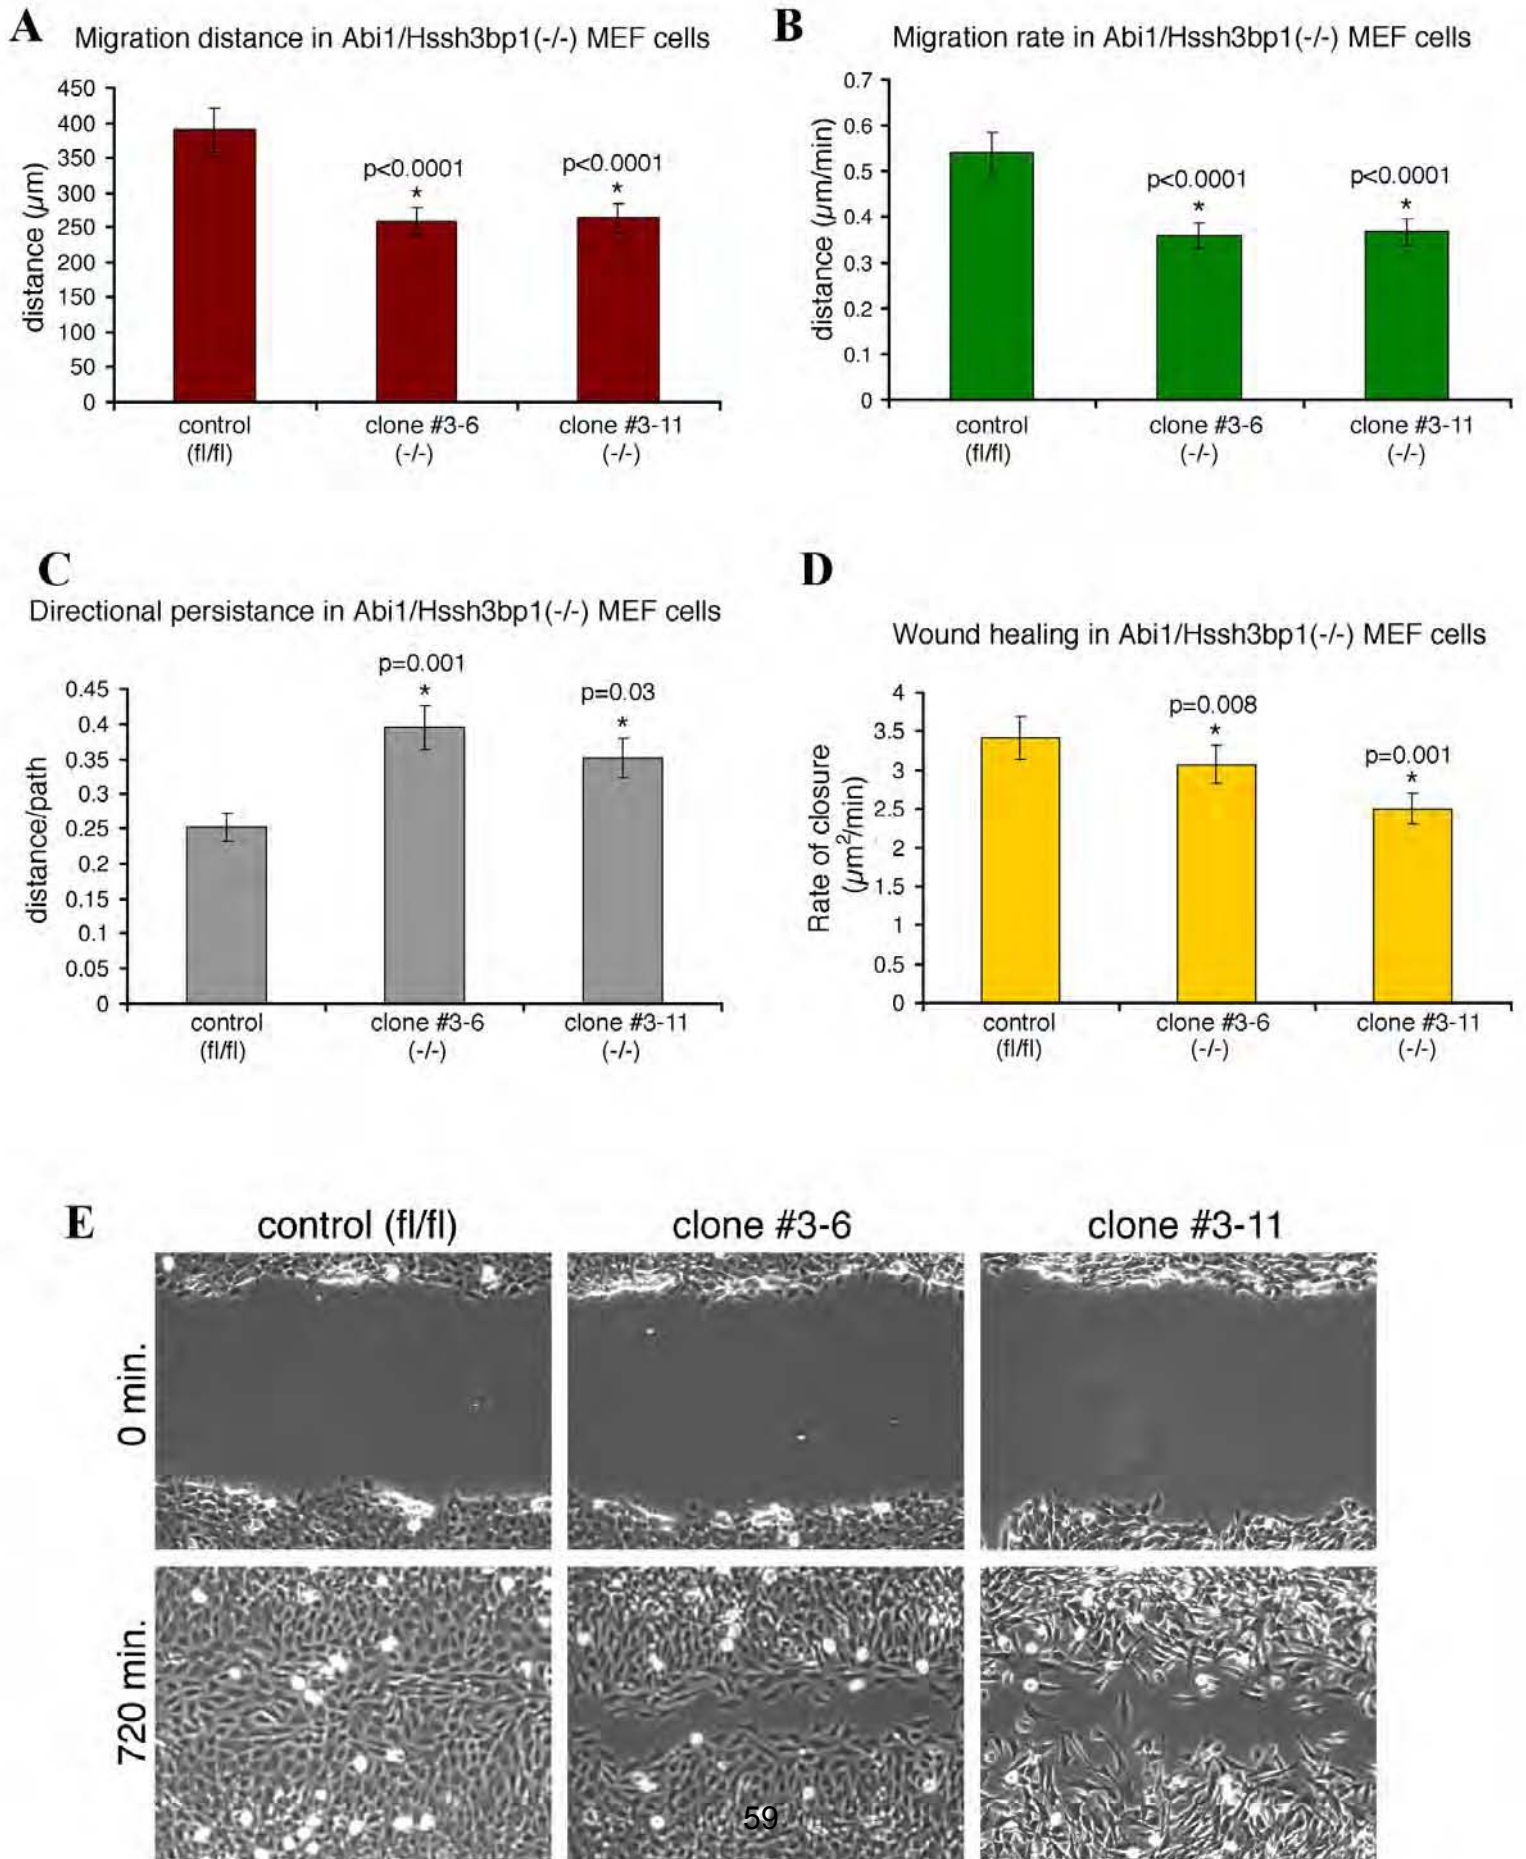 A
Migration distance in Abi1/Hssh3bp1(-/-) MEF cells
450
400
350
300
250
200
150
100
50
0
distance (µm)
p<0.0001
*
p<0.0001
*
control
(fl/fl)
clone #3-6
(-/-)
clone #3-11
(-/-)
B
Migration rate in Abi1/Hssh3bp1(-/-) MEF cells
0.7
0.6
0.5
0.4
0.3
0.2
0.1
0
distance (µm/min)
p<0.0001
*
p<0.0001
*
control
(fl/fl)
clone #3-6
(-/-)
clone #3-11
(-/-)
C
Directional persistance in Abi1/Hssh3bp1(-/-) MEF cells
0.45
0.4
0.35
0.3
0.25
0.2
0.15
0.1
0.05
0
distance/path
p=0.001
*
p=0.03
*
control
(fl/fl)
clone #3-6
(-/-)
clone #3-11
(-/-)
D
Wound healing in Abi1/Hssh3bp1(-/-) MEF cells
4
3.5
3
2.5
2
1.5
1
0.5
0
Rate of closure
(µm²/min)
p=0.008
*
p=0.001
*
control
(fl/fl)
clone #3-6
(-/-)
clone #3-11
(-/-)
E
control (fl/fl)
clone #3-6
clone #3-11
0 min.
720 min.
59